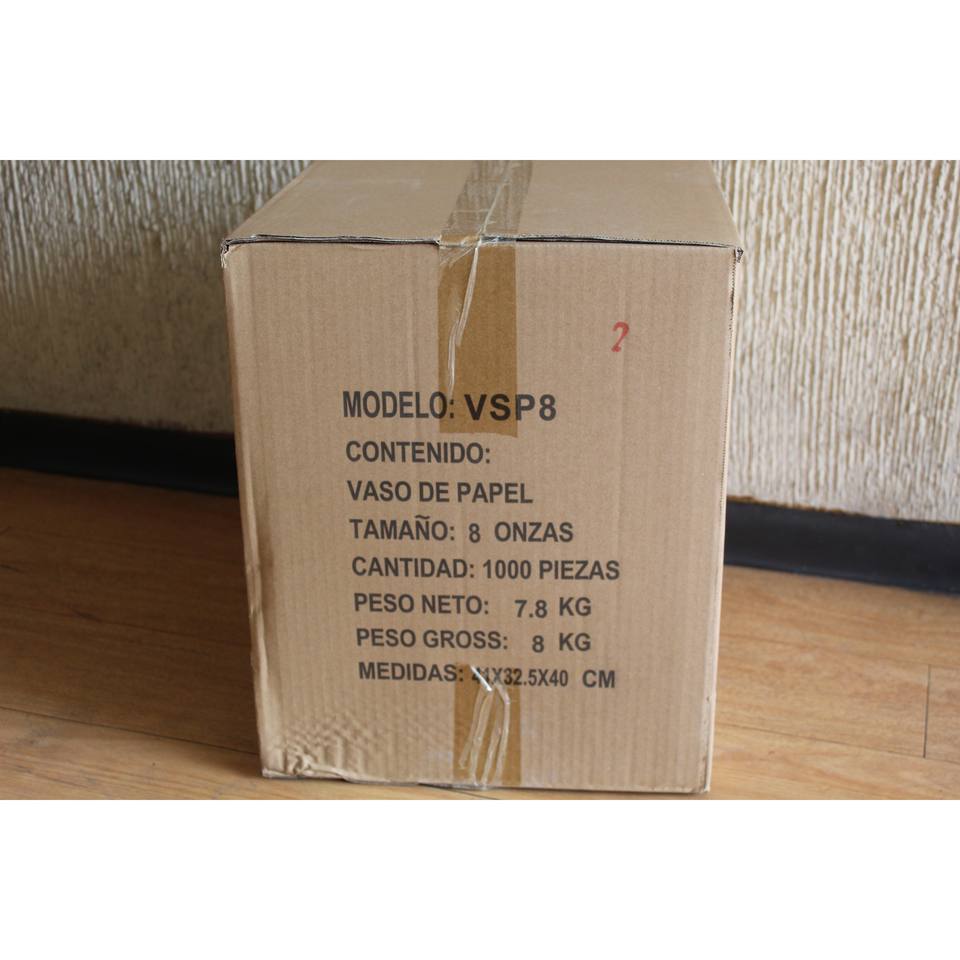 2
MODELO: VSP8
CONTENIDO:
VASO DE PAPEL
TAMAÑO: 8 ONZAS
CANTIDAD: 1000 PIEZAS
PESO NETO: 7.8 KG
PESO GROSS: 8 KG
MEDIDAS: 41X32.5X40 CM